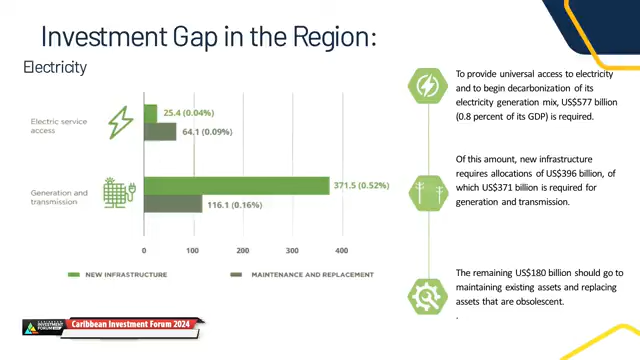 Investment Gap in the Region:
Electricity
Electric service
access
25.4 (0.04%)
64.1 (0.09%)
Generation and
transmission
371.5 (0.52%)
116.1 (0.16%)
0 100 200 300 400
NEW INFRASTRUCTURE MAINTENANCE AND REPLACEMENT
To provide universal access to electricity
and to begin decarbonization of its
electricity generation mix, US$577 billion
(0.8 percent of its GDP) is required.
Of this amount, new infrastructure
requires allocations of US$396 billion, of
which US$371 billion is required for
generation and transmission.
The remaining US$180 billion should go to
maintaining existing assets and replacing
assets that are obsolescent.
.
INVESTMENT
FORUM
Caribbean Investment Forum 2024